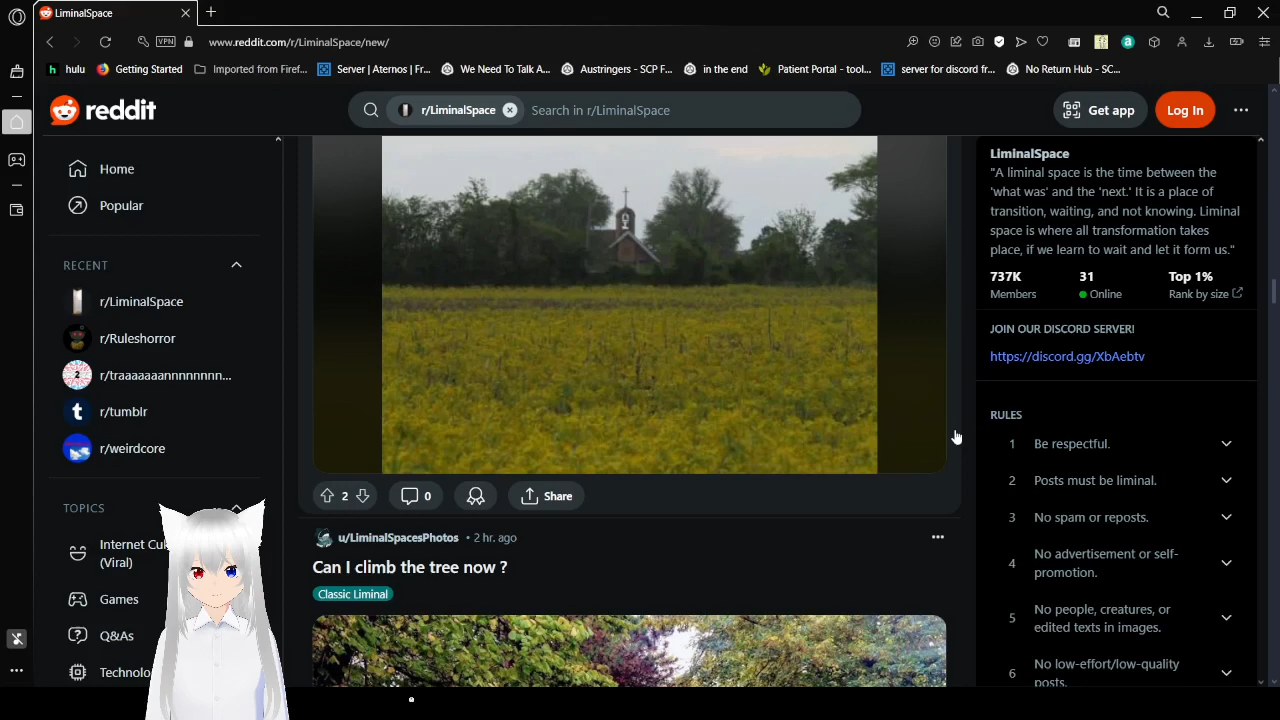 LiminalSpace
www.reddit.com/r/LiminalSpace/new/
VPN
hulu
Getting Started
Imported from Firef...
Server | Aternos | Fr...
We Need To Talk A...
Austringers - SCP F...
in the end
Patient Portal - tool...
server for discord fr...
No Return Hub - SC...
reddit
r/LiminalSpace
Search in r/LiminalSpace
Get app
Log In
Home
Popular
RECENT
r/LiminalSpace
r/Ruleshorror
r/traaaaaaannnnnnnn...
r/tumblr
r/weirdcore
TOPICS
Internet Cu
(Viral)
Games
Q&As
Technolo
2
0
Share
u/LiminalSpacesPhotos • 2 hr. ago
Can I climb the tree now ?
Classic Liminal
LiminalSpace
"A liminal space is the time between the
'what was' and the 'next.' It is a place of
transition, waiting, and not knowing. Liminal
space is where all transformation takes
place, if we learn to wait and let it form us."
737K 31 Top 1%
Members Online Rank by size
JOIN OUR DISCORD SERVER!
https://discord.gg/XbAebtv
RULES
1 Be respectful.
2 Posts must be liminal.
3 No spam or reposts.
4 No advertisement or self-
promotion.
5 No people, creatures, or
edited texts in images.
6 No low-effort/low-quality
posts.